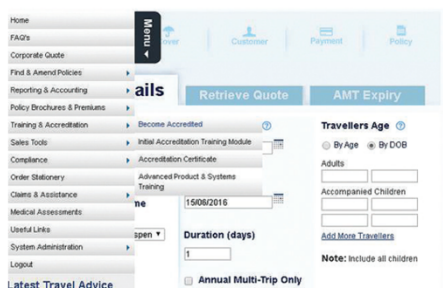 Home
FAQ's
Corporate Quote
Find & Amend Policies
Reporting & Accounting
Policy Brochures & Premiums
Training & Accreditation
Sales Tools
Compliance
Order Stationery
Claims & Assistance
Medical Assessments
Useful Links
System Administration
Logout
Latest Travel Advice
Menu
over
Customer
Payment
Policy
ails
Retrieve Quote
AMT Expiry
Become Accredited
Initial Accreditation Training Module
Accreditation Certificate
Advanced Product & Systems
Training
me
15/06/2016
spen
Duration (days)
1
Annual Multi-Trip Only
Travellers Age
By Age
By DOB
Adults
Accompanied Children
Add More Travellers
Note: Include all children